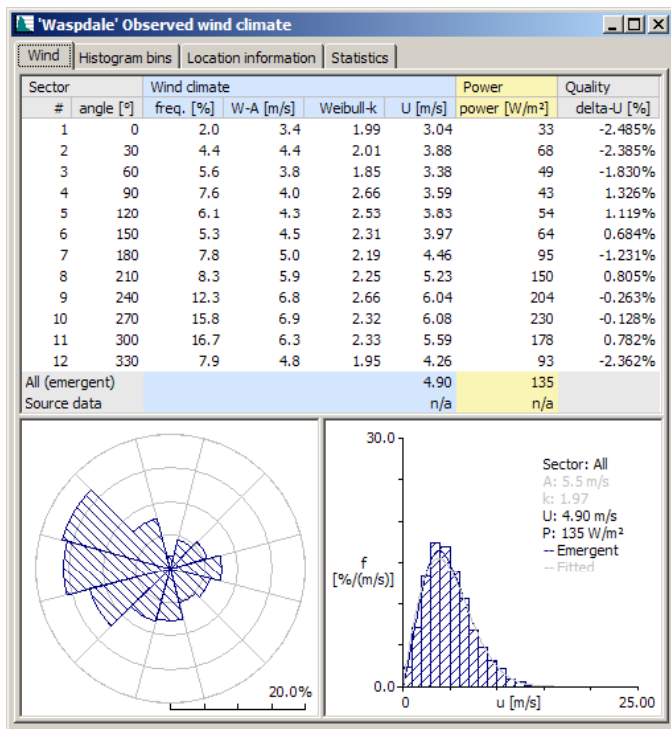 'Waspdale' Observed wind climate
Wind Histogram bins Location information Statistics
Sector Wind climate Power Quality
# angle [°] freq. [%] W-A [m/s] Weibull-k U [m/s] power [W/m²] delta-U [%]
1 0 2.0 3.4 1.99 3.04 33 -2.485%
2 30 4.4 4.4 2.01 3.88 68 -2.385%
3 60 5.6 3.8 1.85 3.38 49 -1.830%
4 90 7.6 4.0 2.66 3.59 43 1.326%
5 120 6.1 4.3 2.53 3.83 54 1.119%
6 150 5.3 4.5 2.31 3.97 64 0.684%
7 180 7.8 5.0 2.19 4.46 95 -1.231%
8 210 8.3 5.9 2.25 5.23 150 0.805%
9 240 12.3 6.8 2.66 6.04 204 -0.263%
10 270 15.8 6.9 2.32 6.08 230 -0.128%
11 300 16.7 6.3 2.33 5.59 178 0.782%
12 330 7.9 4.8 1.95 4.26 93 -2.362%
All (emergent) 4.90 135
Source data n/a n/a
20.0%
30.0
Sector: All
A: 5.5 m/s
k: 1.97
U: 4.90 m/s
P: 135 W/m²
-- Emergent
-- Fitted
f
[%/(m/s)]
0.0
0 u [m/s] 25.00